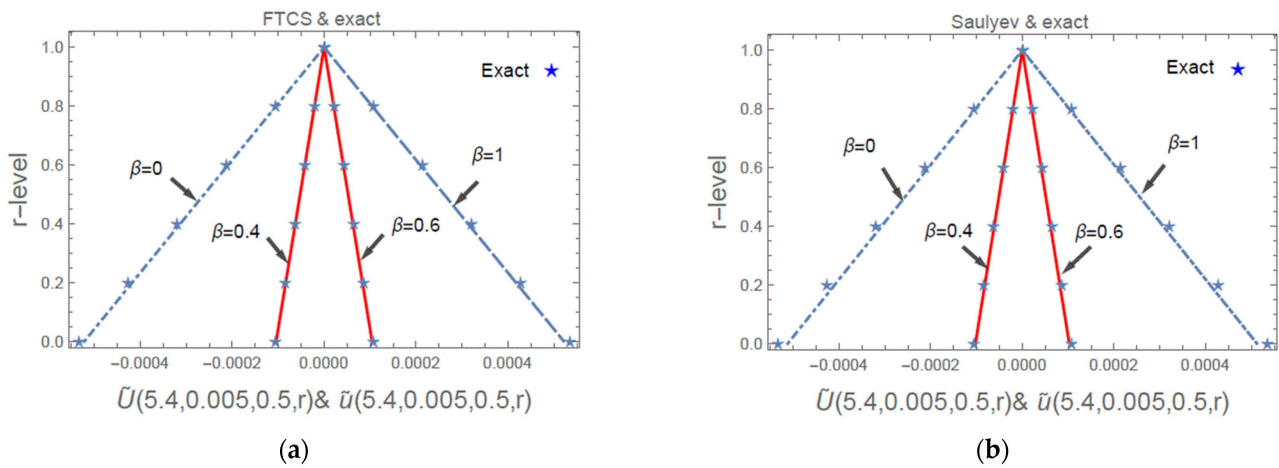 FTCS & exact
Exact ★
r-level
1.0
0.8
0.6
0.4
0.2
0.0
β=0
β=1
β=0.4
β=0.6
-0.0004
-0.0002
0.0000
0.0002
0.0004
Ũ(5.4,0.005,0.5,r)& ũ(5.4,0.005,0.5,r)
(a)
Saulyev & exact
Exact ★
r-level
1.0
0.8
0.6
0.4
0.2
0.0
β=0
β=1
β=0.4
β=0.6
-0.0004
-0.0002
0.0000
0.0002
0.0004
Ũ(5.4,0.005,0.5,r)& ũ(5.4,0.005,0.5,r)
(b)